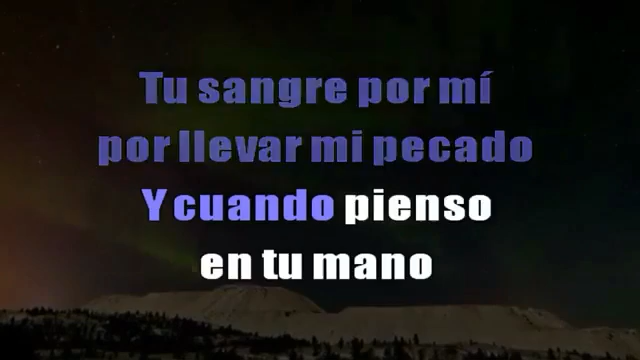 Tu sangre por mí
por llevar mi pecado
Y cuando pienso
en tu mano